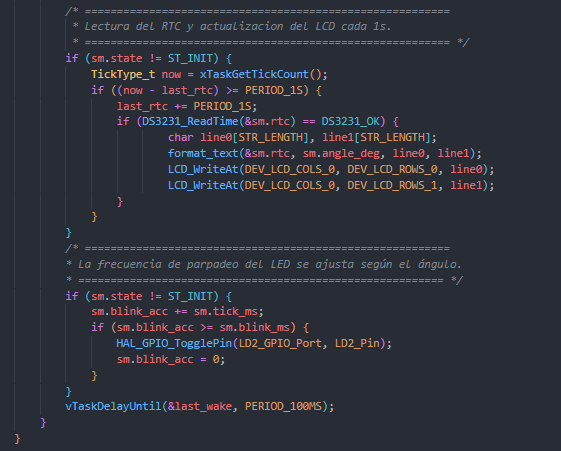 /* ========================================================
* Lectura del RTC y actualizacion del LCD cada 1s.
* ======================================================== */
if (sm.state != ST_INIT) {
TickType_t now = xTaskGetTickCount();
if ((now - last_rtc) >= PERIOD_1S) {
last_rtc += PERIOD_1S;
if (DS3231_ReadTime(&sm.rtc) == DS3231_OK) {
char line0[STR_LENGTH], line1[STR_LENGTH];
format_text(&sm.rtc, sm.angle_deg, line0, line1);
LCD_WriteAt(DEV_LCD_COLS_0, DEV_LCD_ROWS_0, line0);
LCD_WriteAt(DEV_LCD_COLS_0, DEV_LCD_ROWS_1, line1);
}
}
}
/* ========================================================
* La frecuencia de parpadeo del LED se ajusta según el ángulo.
* ======================================================== */
if (sm.state != ST_INIT) {
sm.blink_acc += sm.tick_ms;
if (sm.blink_acc >= sm.blink_ms) {
HAL_GPIO_TogglePin(LD2_GPIO_Port, LD2_Pin);
sm.blink_acc = 0;
}
}
vTaskDelayUntil(&last_wake, PERIOD_100MS);
}
}